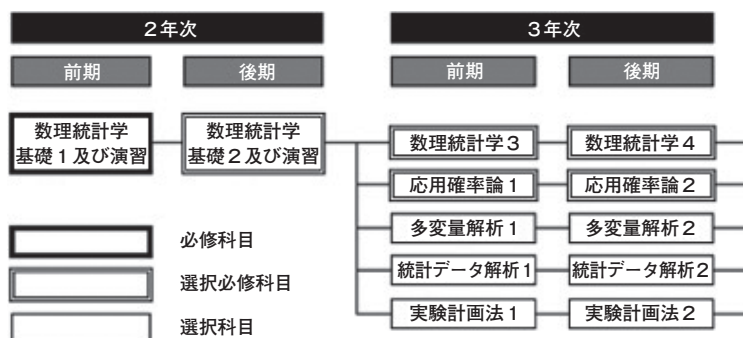 2年次
3年次
前期
後期
前期
後期
数理統計学
基礎1及び演習
数理統計学
基礎2及び演習
数理統計学3
数理統計学4
応用確率論1
応用確率論2
多変量解析1
多変量解析2
統計データ解析1
統計データ解析2
実験計画法1
実験計画法2
必修科目
選択必修科目
選択科目